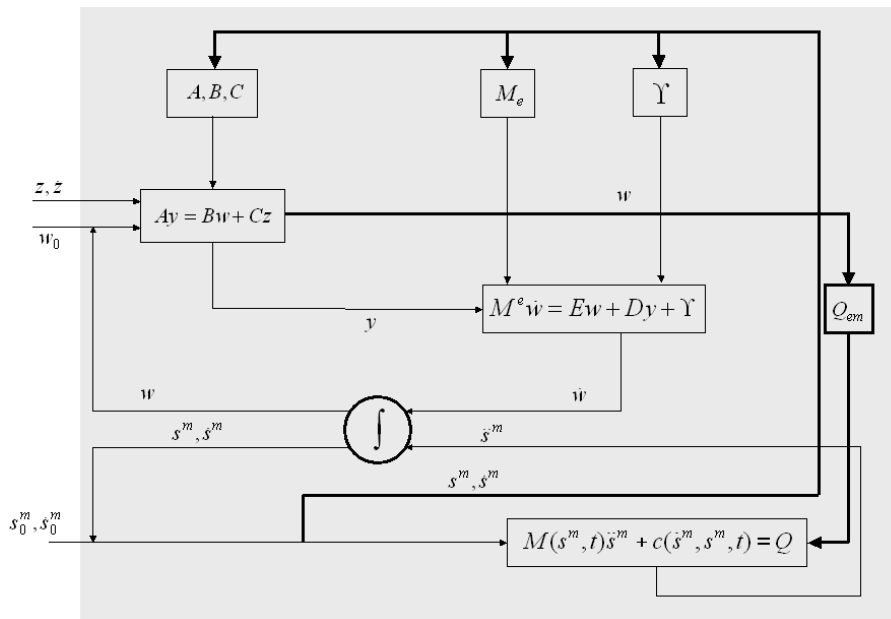 A, B, C
M_e
ϒ
z, ż
w
Ay = Bw + Cz
w_0
M^e ẇ = Ew + Dy + ϒ
Q_em
y
w
ẇ
∫
s^m, ṡ^m
s̈^m
s^m, ṡ^m
s_0^m, ṡ_0^m
M(s^m, t)s̈^m + c(ṡ^m, s^m, t) = Q